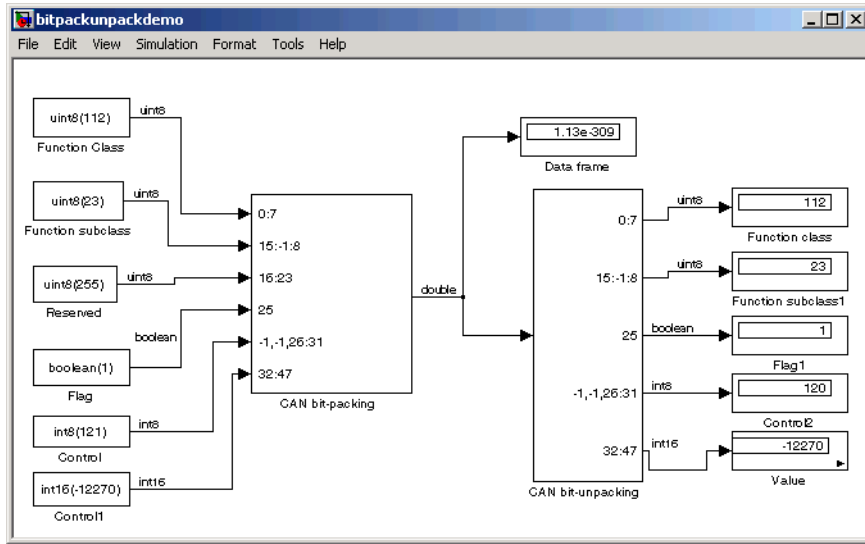 bitpackunpackdemo
File Edit View Simulation Format Tools Help
uint8(112)
uint8
Function Class
uint8(23)
uint8
Function subclass
uint8(255)
uint8
Reserved
boolean(1)
boolean
Flag
int8(121)
int8
Control
int16(-12270)
int16
Control1
0:7
15:-1:8
16:23
25
-1,-1,26:31
32:47
CAN bit-packing
double
1.13e-309
Data frame
0:7
15:-1:8
25
-1,-1,26:31
32:47
CAN bit-unpacking
uint8
112
Function class
uint8
23
Function subclass1
boolean
1
Flag1
int8
120
Control2
int16
-12270
Value